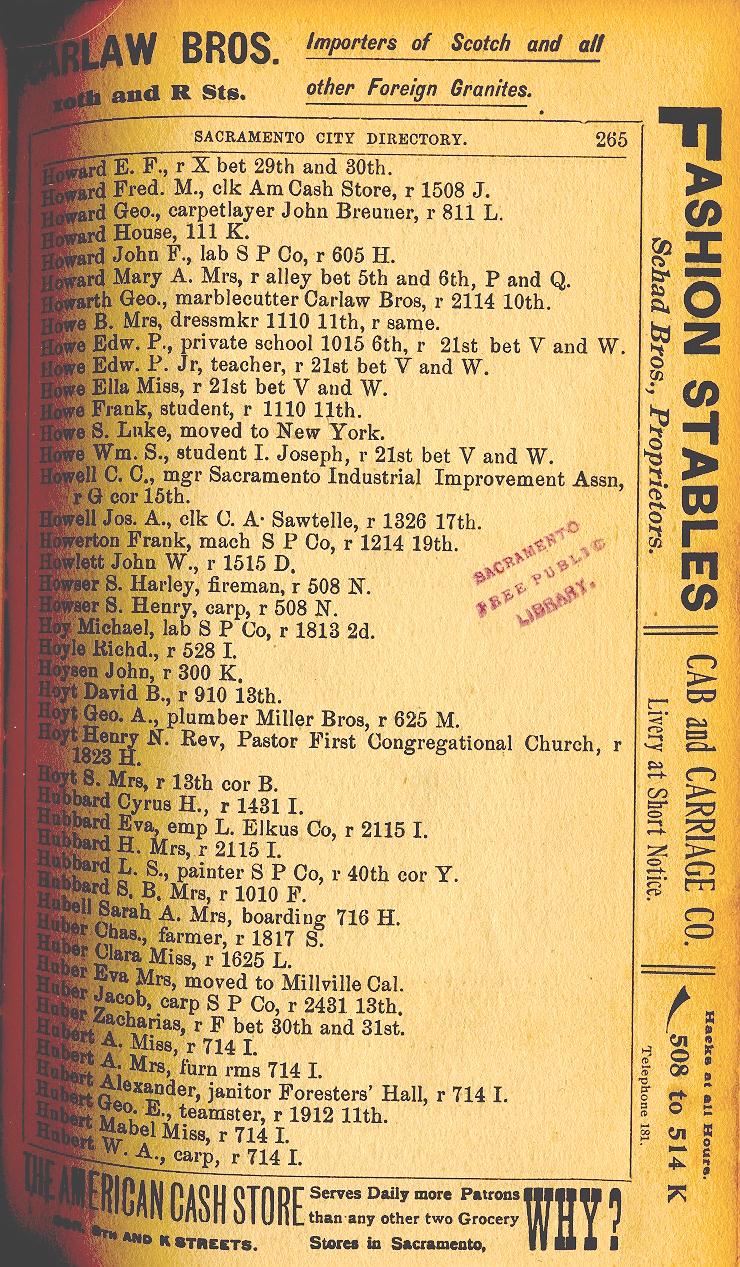 CARLAW BROS. Importers of Scotch and all
10th and R Sts. other Foreign Granites.
SACRAMENTO CITY DIRECTORY. 265
Howard E. F., r X bet 29th and 30th.
Howard Fred. M., clk Am Cash Store, r 1508 J.
Howard Geo., carpetlayer John Breuner, r 811 L.
Howard House, 111 K.
Howard John F., lab S P Co, r 605 H.
Howard Mary A. Mrs, r alley bet 5th and 6th, P and Q.
Howarth Geo., marblecutter Carlaw Bros, r 2114 10th.
Howe B. Mrs, dressmkr 1110 11th, r same.
Howe Edw. P., private school 1015 6th, r 21st bet V and W.
Howe Edw. P. Jr, teacher, r 21st bet V and W.
Howe Ella Miss, r 21st bet V and W.
Howe Frank, student, r 1110 11th.
Howe S. Luke, moved to New York.
Howe Wm. S., student I. Joseph, r 21st bet V and W.
Howell C. C., mgr Sacramento Industrial Improvement Assn,
r G cor 15th.
Howell Jos. A., clk C. A. Sawtelle, r 1326 17th.
Howerton Frank, mach S P Co, r 1214 19th.
Howlett John W., r 1515 D.
Howser S. Harley, fireman, r 508 N.
Howser S. Henry, carp, r 508 N.
Hoy Michael, lab S P Co, r 1813 2d.
Hoyle Richd., r 528 I.
Hoysen John, r 300 K.
Hoyt David B., r 910 13th.
Hoyt Geo. A., plumber Miller Bros, r 625 M.
Hoyt Henry N. Rev, Pastor First Congregational Church, r
1823 H.
Hoyt S. Mrs, r 13th cor B.
Hubbard Cyrus H., r 1431 I.
Hubbard Eva, emp L. Elkus Co, r 2115 I.
Hubbard H. Mrs, r 2115 I.
Hubbard L. S., painter S P Co, r 40th cor Y.
Hubbard S. B. Mrs, r 1010 F.
Hubell Sarah A. Mrs, boarding 716 H.
Huber Chas., farmer, r 1817 S.
Huber Clara Miss, r 1625 L.
Huber Eva Mrs, moved to Millville Cal.
Huber Jacob, carp S P Co, r 2431 13th.
Huber Zacharias, r F bet 30th and 31st.
Hubert A. Miss, r 714 I.
Hubert A. Mrs, furn rms 714 I.
Hubert Alexander, janitor Foresters' Hall, r 714 I.
Hubert Geo. E., teamster, r 1912 11th.
Hubert Mabel Miss, r 714 I.
Hubert W. A., carp, r 714 I.
SACRAMENTO
FREE PUBLIC
LIBRARY.
FASHION STABLES
Schad Bros., Proprietors.
CAB and CARRIAGE CO.
Livery at Short Notice.
Hacks at all Hours.
508 to 514 K
Telephone 181.
THE AMERICAN CASH STORE
COR. 8TH AND K STREETS.
Serves Daily more Patrons
than any other two Grocery
Stores in Sacramento,
WHY?